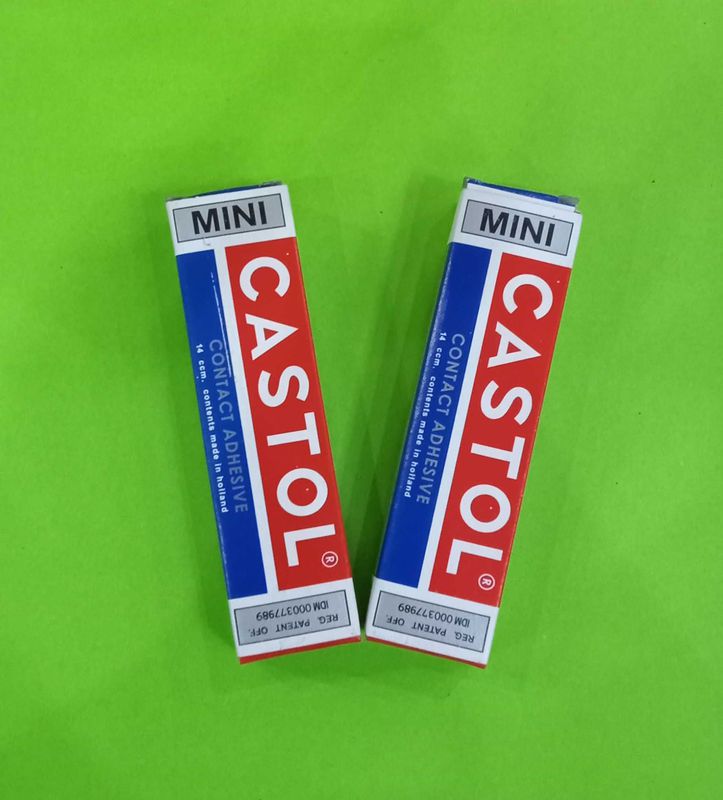 MINI
CASTOL®
CONTACT ADHESIVE
14 ccm. contents made in holland
REG. PATENT OFF.
IDM 000377989
MINI
CASTOL®
CONTACT ADHESIVE
14 ccm. contents made in holland
REG. PATENT OFF.
IDM 000377989